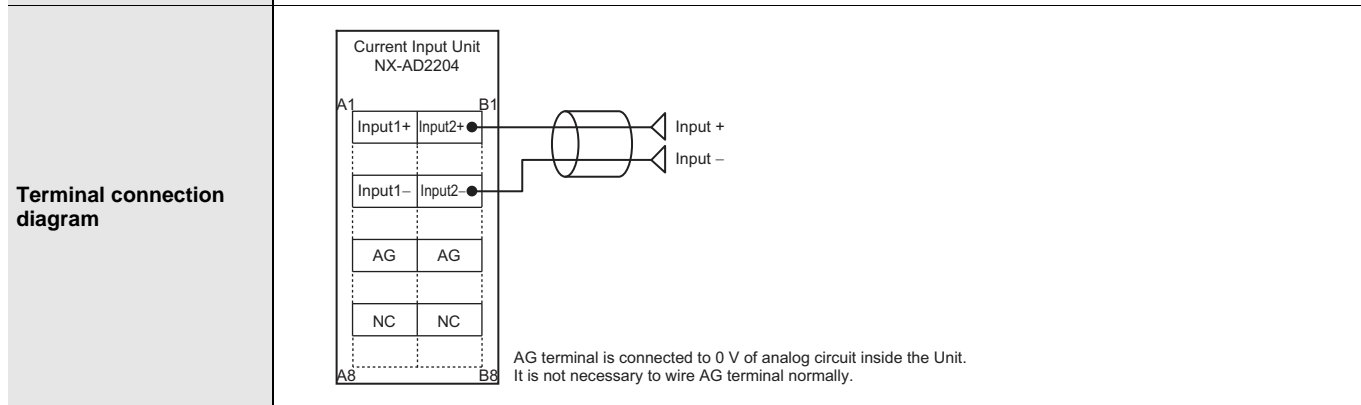 Terminal connection
diagram
Current Input Unit
NX-AD2204
A1 B1
Input1+ Input2+ Input +
Input –
Input1– Input2–
AG AG
NC NC
A8 B8
AG terminal is connected to 0 V of analog circuit inside the Unit.
It is not necessary to wire AG terminal normally.